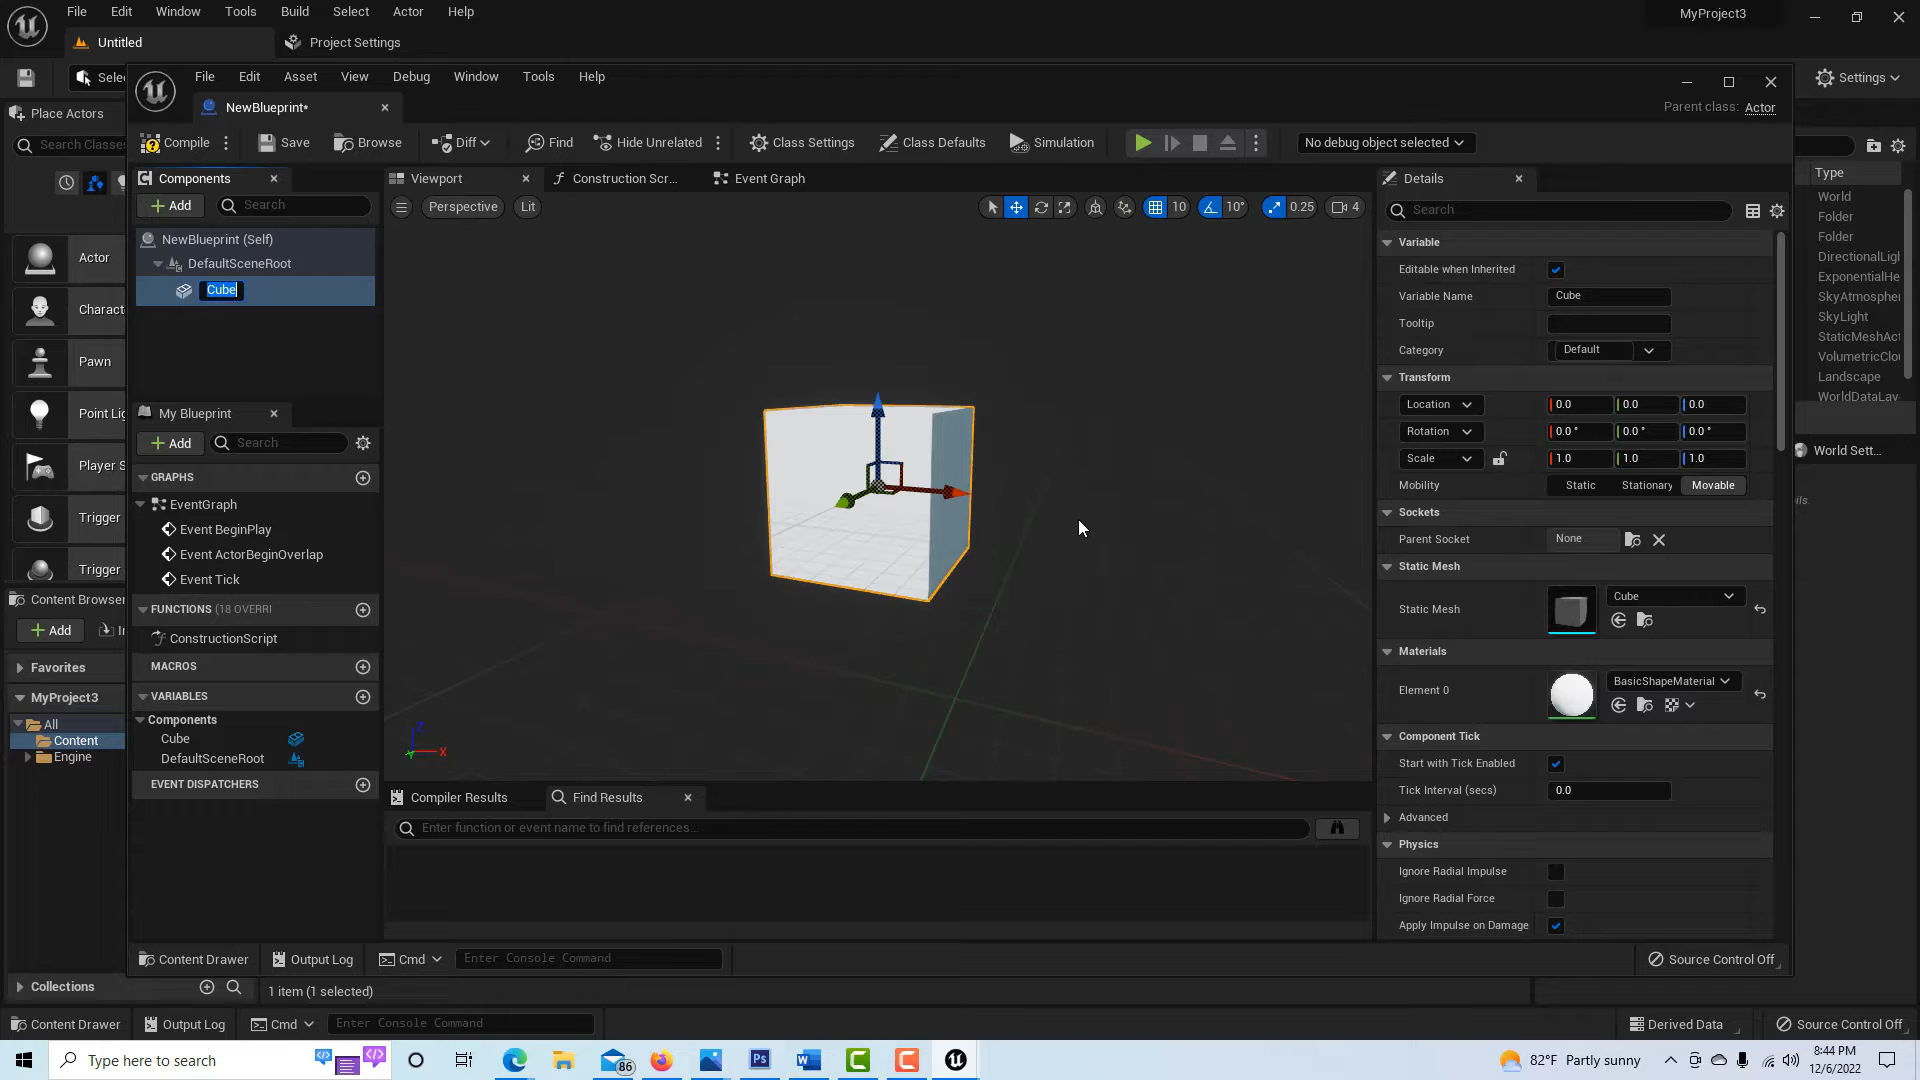 File Edit Window Tools Build Select Actor Help
MyProject3
Untitled
Project Settings
Settings
File Edit Asset View Debug Window Tools Help
NewBlueprint*
Parent class: Actor
Place Actors
Compile
Save
Browse
Diff
Find
Hide Unrelated
Class Settings
Class Defaults
Simulation
No debug object selected
Components
Viewport
Construction Scr...
Event Graph
Details
Type
Add
Search
Perspective
Lit
10
10°
0.25
4
Search
World
Folder
Folder
NewBlueprint (Self)
DefaultSceneRoot
Cube
Variable
Editable when Inherited
Variable Name
Cube
Tooltip
Category
Default
Actor
Pawn
Transform
Location
0.0
0.0
0.0
Rotation
0.0 °
0.0 °
0.0 °
Scale
1.0
1.0
1.0
Mobility
Static
Stationary
Movable
SkyLight
Landscape
My Blueprint
Add
Search
GRAPHS
EventGraph
Event BeginPlay
Event ActorBeginOverlap
Event Tick
FUNCTIONS
ConstructionScript
MACROS
VARIABLES
Components
Cube
DefaultSceneRoot
EVENT DISPATCHERS
Z
X
Y
Sockets
Parent Socket
None
Static Mesh
Static Mesh
Cube
Materials
Element 0
BasicShapeMaterial
Component Tick
Start with Tick Enabled
Tick Interval (secs)
0.0
Advanced
Physics
Ignore Radial Impulse
Ignore Radial Force
Apply Impulse on Damage
World Sett...
Trigger
Trigger
Content Browser
Add
Favorites
MyProject3
All
Content
Engine
Collections
Compiler Results
Find Results
Enter function or event name to find references...
Content Drawer
Output Log
Cmd
Enter Console Command
Source Control Off
1 item (1 selected)
Content Drawer
Output Log
Cmd
Enter Console Command
Derived Data
Source Control Off
Type here to search
86
Ps
82°F Partly sunny
8:44 PM
12/6/2022